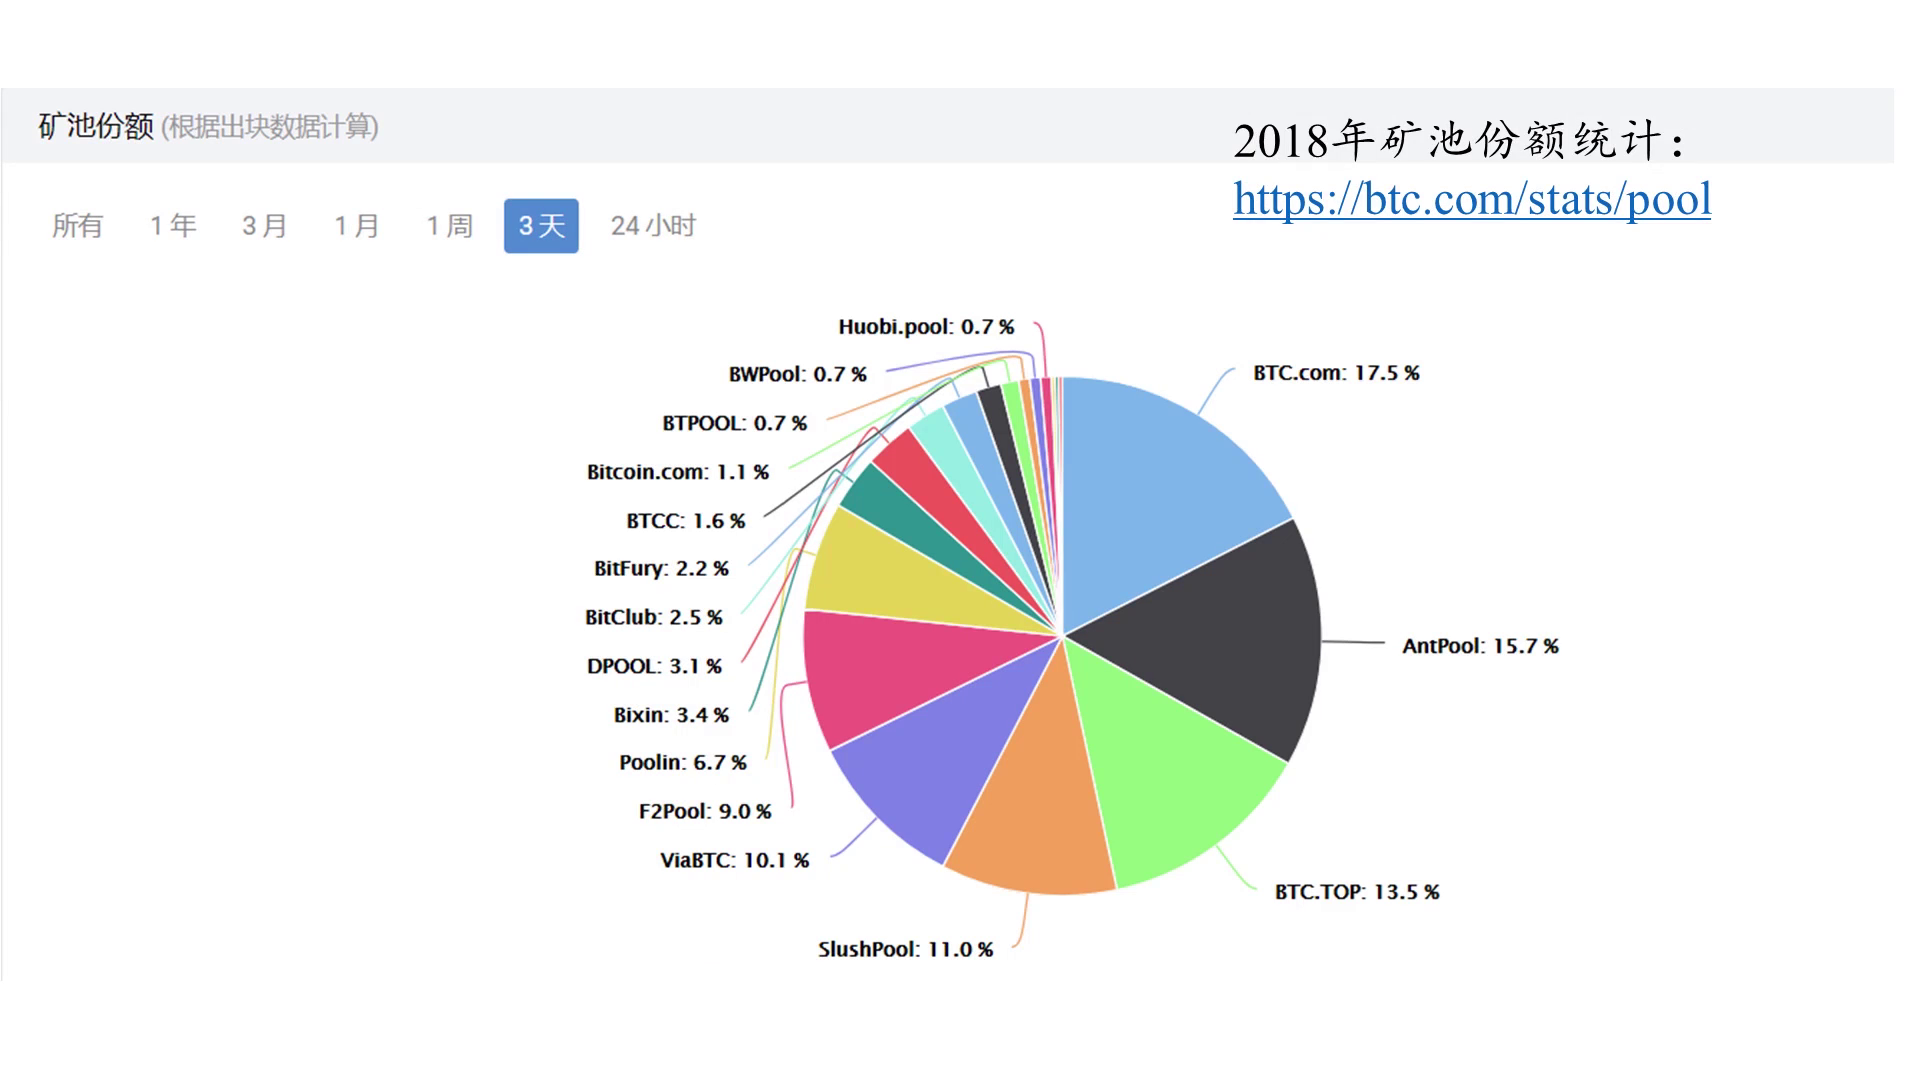 矿池份额 (根据出块数据计算)
2018年矿池份额统计：
https://btc.com/stats/pool
所有 1 年 3 月 1 月 1 周 3 天 24 小时
Huobi.pool: 0.7 %
BWPool: 0.7 %
BTPOOL: 0.7 %
Bitcoin.com: 1.1 %
BTCC: 1.6 %
BitFury: 2.2 %
BitClub: 2.5 %
DPOOL: 3.1 %
Bixin: 3.4 %
Poolin: 6.7 %
F2Pool: 9.0 %
ViaBTC: 10.1 %
SlushPool: 11.0 %
BTC.com: 17.5 %
AntPool: 15.7 %
BTC.TOP: 13.5 %